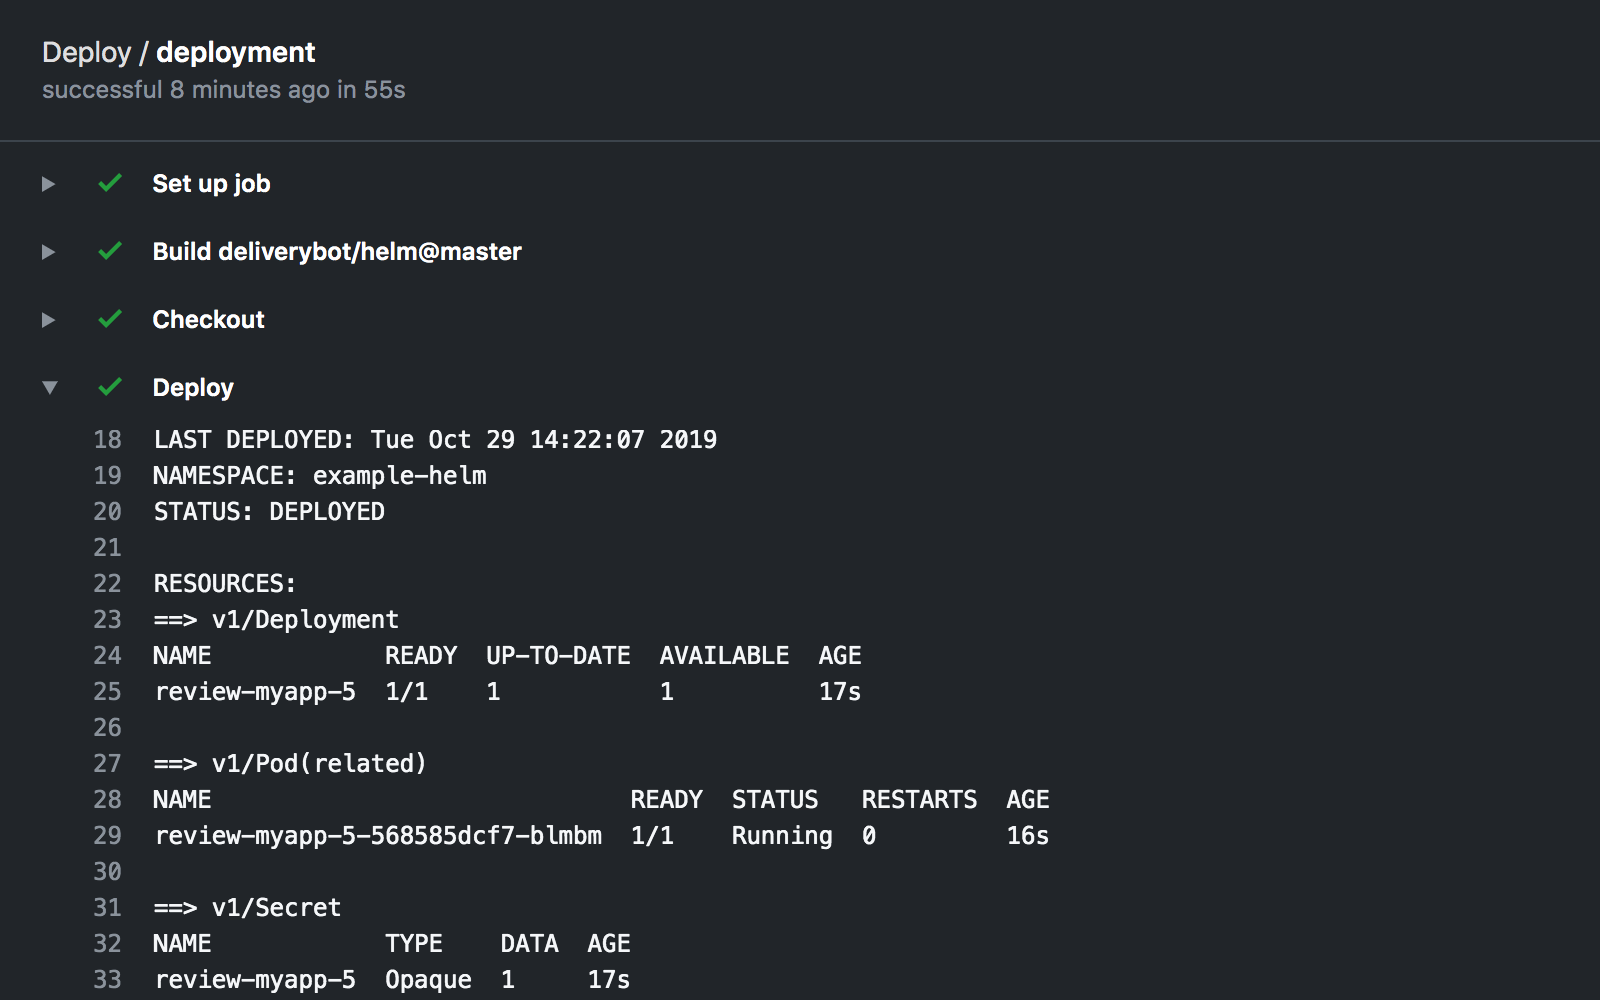 Deploy / deployment
successful 8 minutes ago in 55s
Set up job
Build deliverybot/helm@master
Checkout
Deploy
18 LAST DEPLOYED: Tue Oct 29 14:22:07 2019
19 NAMESPACE: example-helm
20 STATUS: DEPLOYED
21
22 RESOURCES:
23 ==> v1/Deployment
24 NAME            READY  UP-TO-DATE  AVAILABLE  AGE
25 review-myapp-5  1/1    1           1          17s
26
27 ==> v1/Pod(related)
28 NAME                             READY  STATUS   RESTARTS  AGE
29 review-myapp-5-568585dcf7-blmbm  1/1    Running  0         16s
30
31 ==> v1/Secret
32 NAME            TYPE    DATA  AGE
33 review-myapp-5  Opaque  1     17s